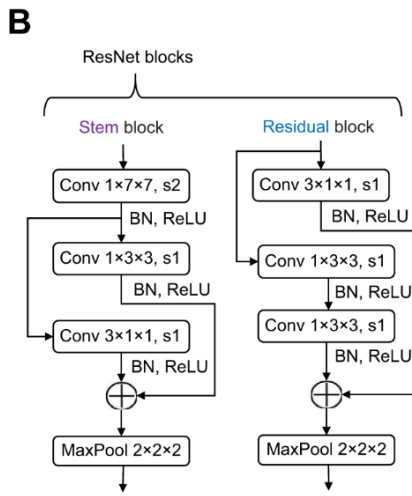 B
ResNet blocks
Stem block
Conv 1×7×7, s2
BN, ReLU
Conv 1×3×3, s1
BN, ReLU
Conv 3×1×1, s1
BN, ReLU
MaxPool 2×2×2
Residual block
Conv 3×1×1, s1
BN, ReLU
Conv 1×3×3, s1
BN, ReLU
Conv 1×3×3, s1
BN, ReLU
MaxPool 2×2×2